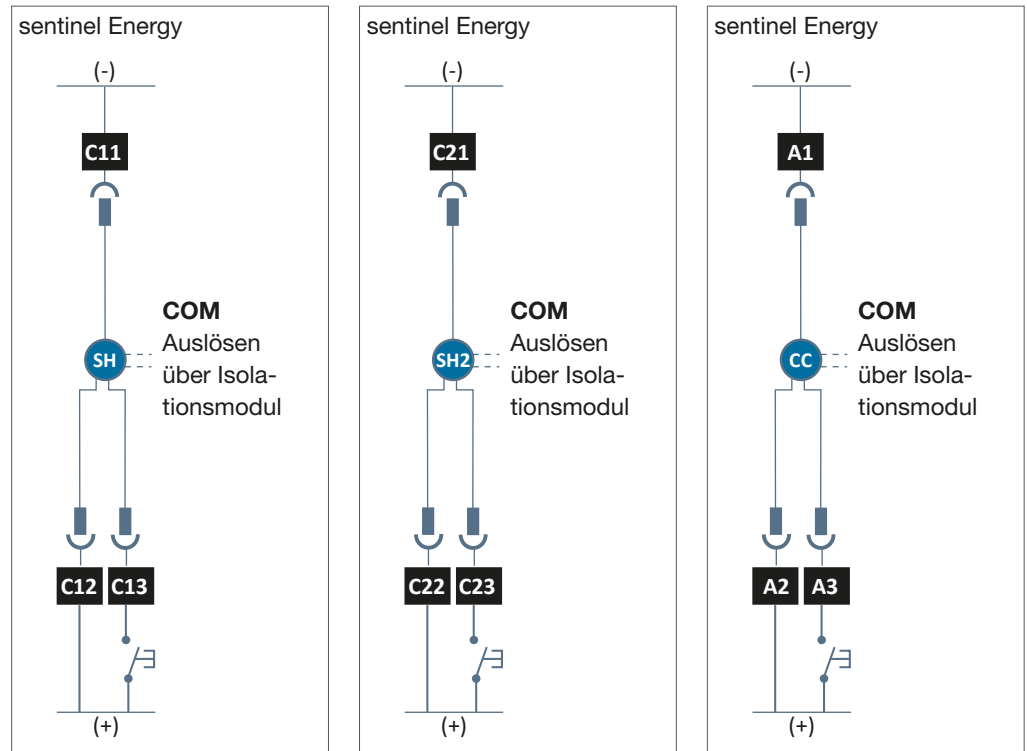 sentinel Energy
(-)
C11
COM
Auslösen
über Isola-
tionsmodul
SH
C12 C13
(+)
sentinel Energy
(-)
C21
COM
Auslösen
über Isola-
tionsmodul
SH2
C22 C23
(+)
sentinel Energy
(-)
A1
COM
Auslösen
über Isola-
tionsmodul
CC
A2 A3
(+)